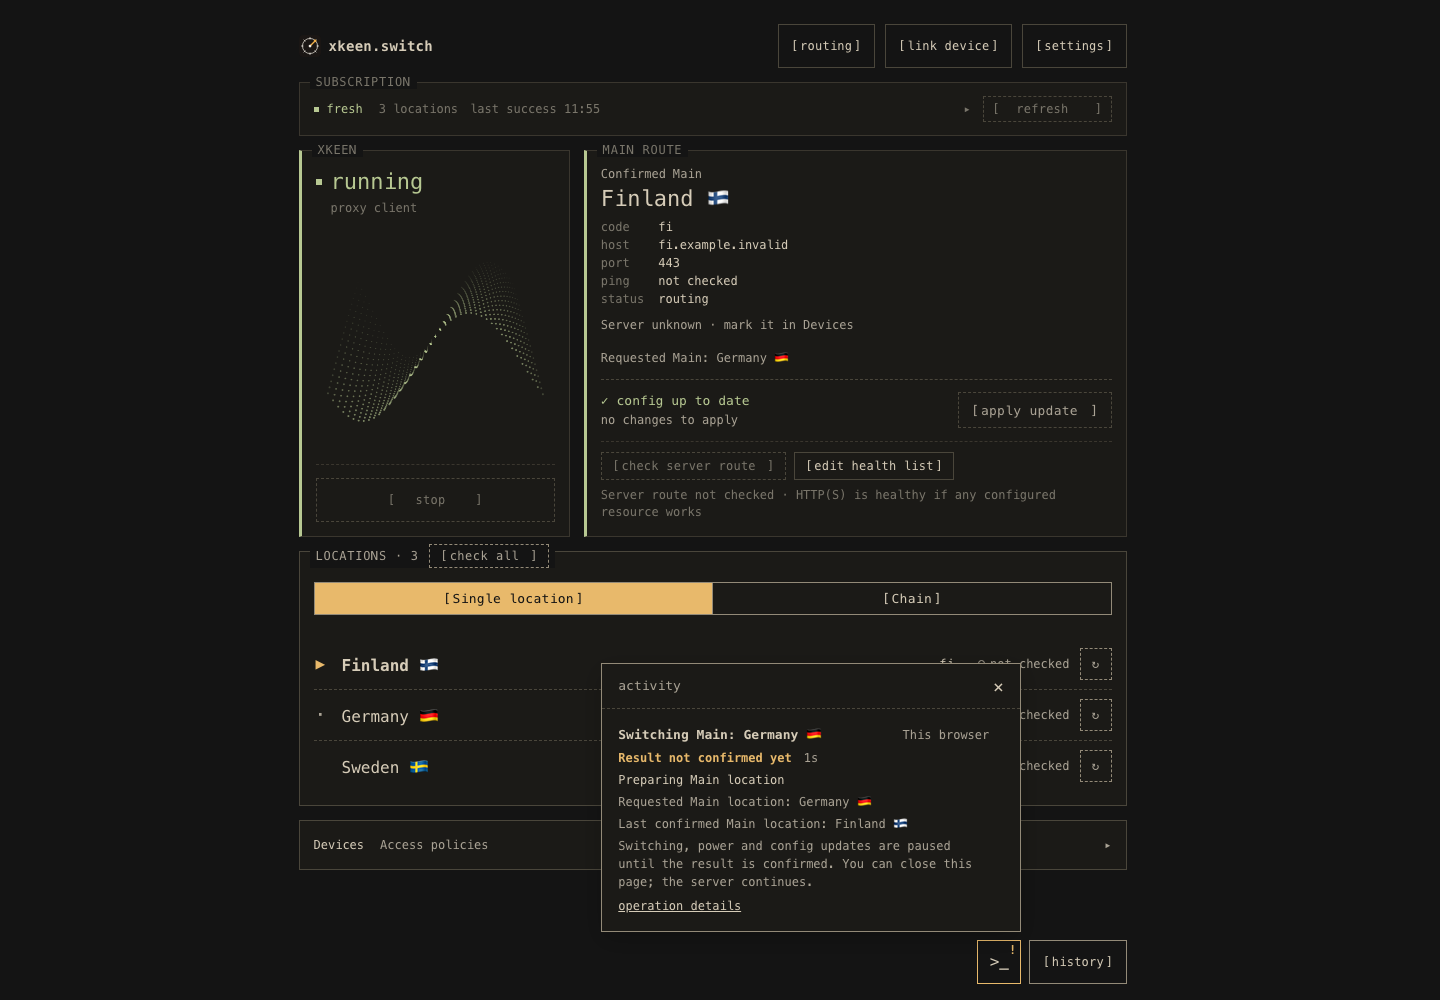 xkeen.switch
[routing] [link device] [settings]
SUBSCRIPTION
fresh 3 locations last success 11:55 [ refresh ]
XKEEN
running
proxy client
[ stop ]
MAIN ROUTE
Confirmed Main
Finland
code fi
host fi.example.invalid
port 443
ping not checked
status routing
Server unknown · mark it in Devices
Requested Main: Germany
✓ config up to date
no changes to apply
[apply update ]
[check server route ] [edit health list]
Server route not checked · HTTP(S) is healthy if any configured
resource works
LOCATIONS · 3 [check all ]
[Single location] [Chain]
Finland
checked
Germany
checked
Sweden
checked
activity ×
Switching Main: Germany This browser
Result not confirmed yet 1s
Preparing Main location
Requested Main location: Germany
Last confirmed Main location: Finland
Switching, power and config updates are paused
until the result is confirmed. You can close this
page; the server continues.
operation details
Devices Access policies
>_ !
[history]